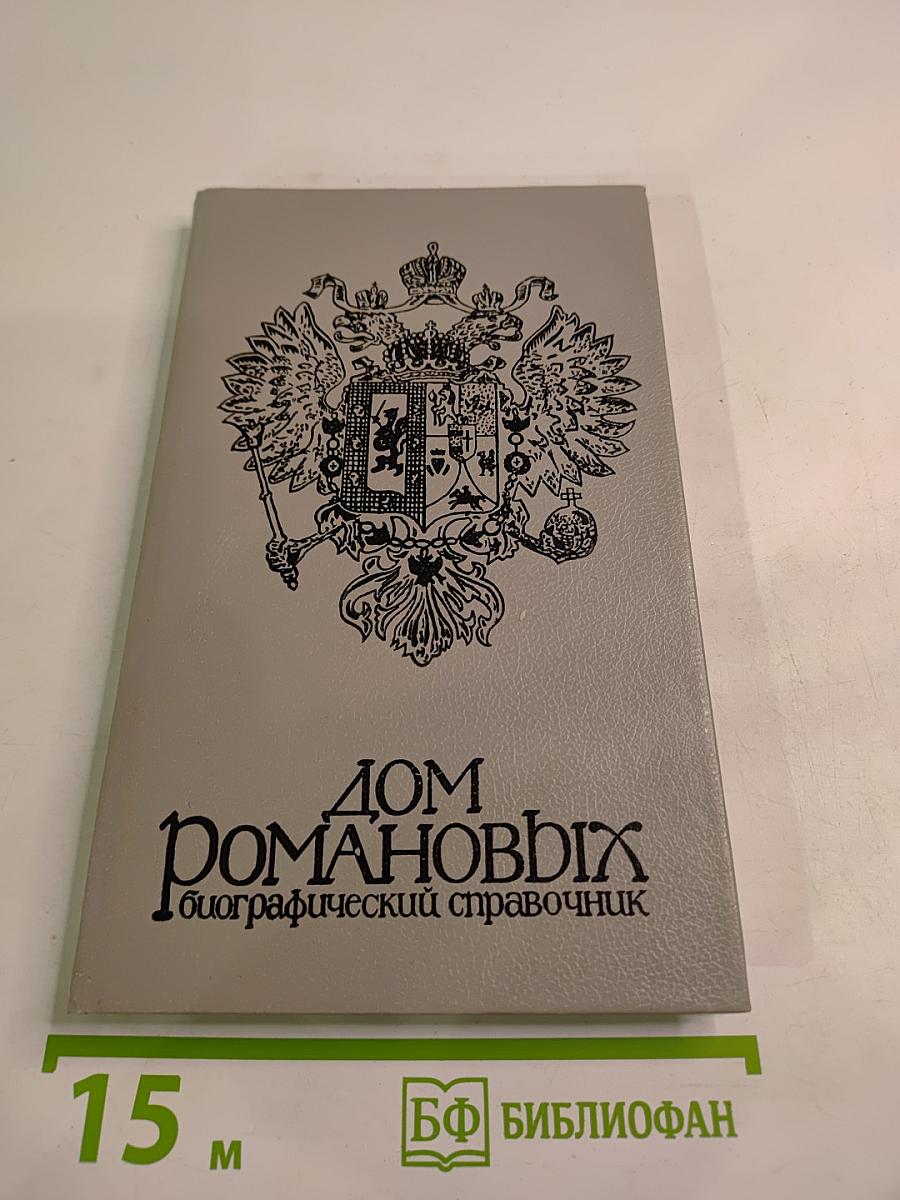 ДОМ
РОМАНОВЫХ
биографический справочник
15 м
БФ БИБЛИОФАН